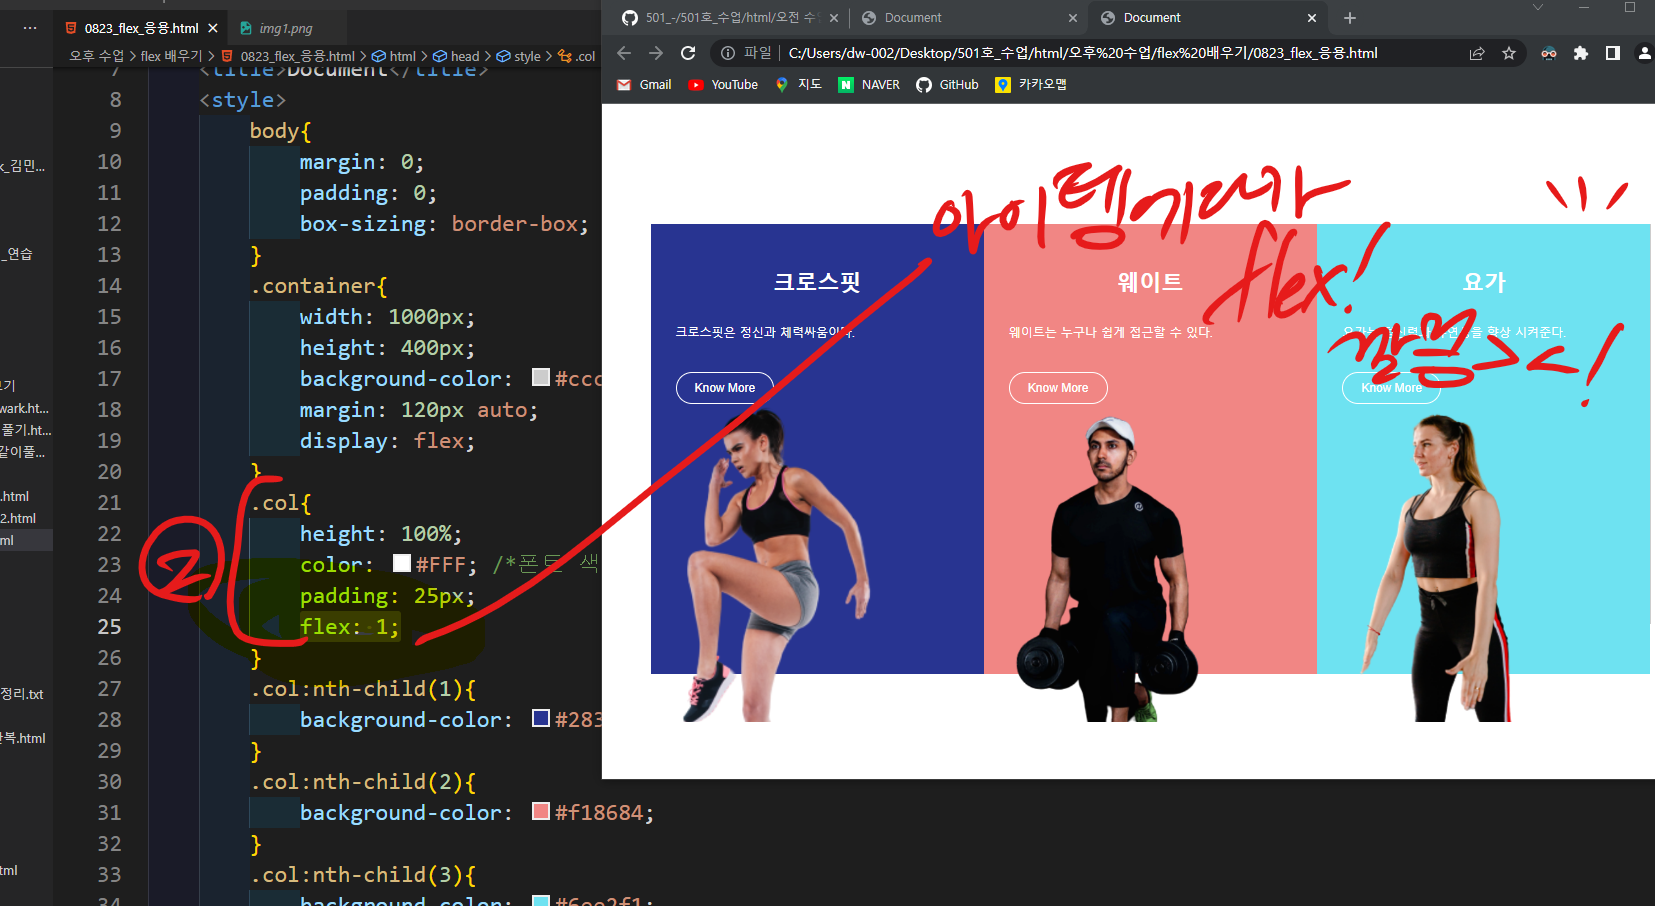 0823_flex_응용.html
img1.png
오후 수업 > flex 배우기 > 0823_flex_응용.html > html > head > style > .col
7 <title>Document</title>
8 <style>
9 body{
10 margin: 0;
11 padding: 0;
12 box-sizing: border-box;
13 }
14 .container{
15 width: 1000px;
16 height: 400px;
17 background-color: #ccc
18 margin: 120px auto;
19 display: flex;
20 }
21 .col{
22 height: 100%;
23 color: #FFF; /*폰트 색
24 padding: 25px;
25 flex: 1;
26 }
27 .col:nth-child(1){
28 background-color: #283
29 }
30 .col:nth-child(2){
31 background-color: #f18684;
32 }
33 .col:nth-child(3){
34 background-color: #6ee2f1;
②
k_김민...
_연습
보기
wark.ht...
풀기.ht...
같이풀...
.html
2.html
ml
정리.txt
반복.html
tml
501_-/501호_수업/html/오전 수업
Document
Document
파일
C:/Users/dw-002/Desktop/501호_수업/html/오후%20수업/flex%20배우기/0823_flex_응용.html
Gmail
YouTube
지도
NAVER
GitHub
카카오맵
아이템에다가
flex!
크로스핏
크로스핏은 정신과 체력싸움이다.
Know More
웨이트
웨이트는 누구나 쉽게 접근할 수 있다.
Know More
요가
향상 시켜준다.
Know More
><!